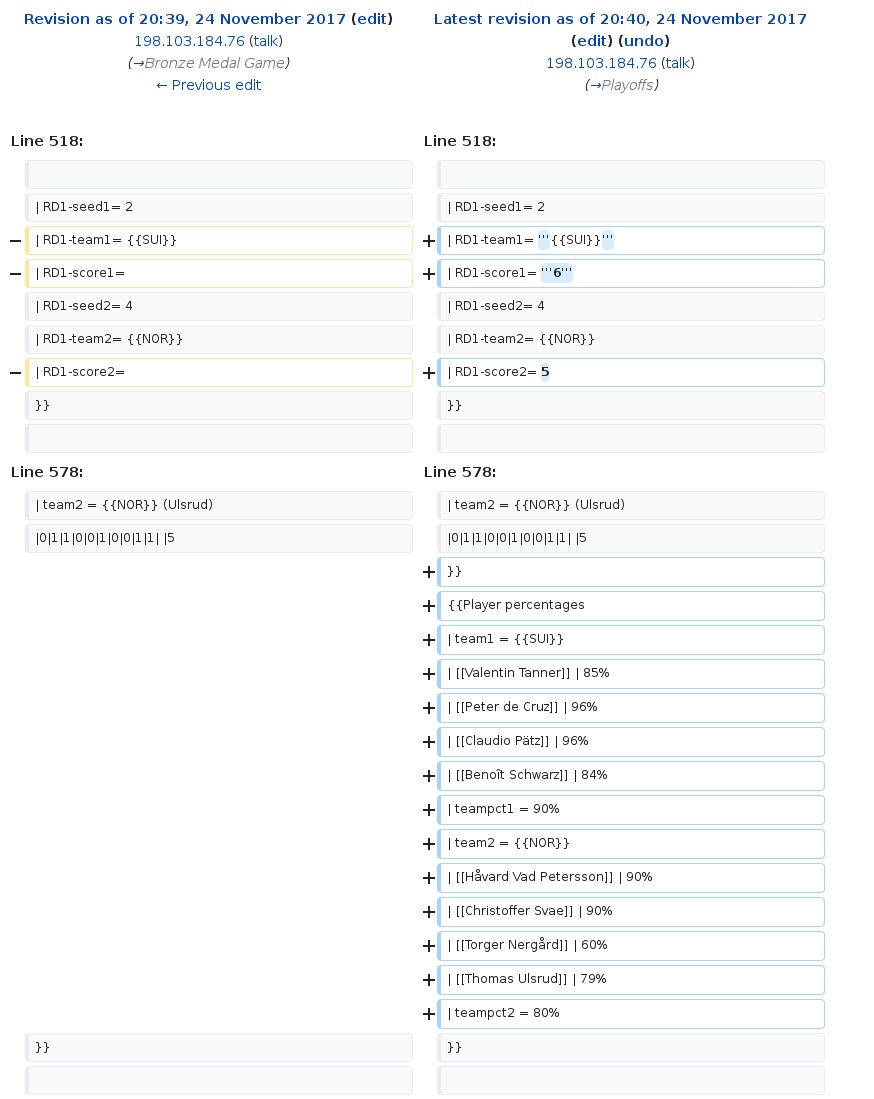 Revision as of 20:39, 24 November 2017 (edit)
198.103.184.76 (talk)
(→Bronze Medal Game)
← Previous edit
Latest revision as of 20:40, 24 November 2017
(edit) (undo)
198.103.184.76 (talk)
(→Playoffs)
Line 518:
Line 518:
| RD1-seed1= 2
| RD1-seed1= 2
− | RD1-team1= {{SUI}}
+ | RD1-team1= '''{{SUI}}'''
− | RD1-score1=
+ | RD1-score1= '''6'''
| RD1-seed2= 4
| RD1-seed2= 4
| RD1-team2= {{NOR}}
| RD1-team2= {{NOR}}
− | RD1-score2=
+ | RD1-score2= 5
}}
}}
Line 578:
Line 578:
| team2 = {{NOR}} (Ulsrud)
| team2 = {{NOR}} (Ulsrud)
|0|1|1|0|0|1|0|0|1|1| |5
|0|1|1|0|0|1|0|0|1|1| |5
+ }}
+ {{Player percentages
+ | team1 = {{SUI}}
+ | [[Valentin Tanner]] | 85%
+ | [[Peter de Cruz]] | 96%
+ | [[Claudio Pätz]] | 96%
+ | [[Benoît Schwarz]] | 84%
+ | teampct1 = 90%
+ | team2 = {{NOR}}
+ | [[Håvard Vad Petersson]] | 90%
+ | [[Christoffer Svae]] | 90%
+ | [[Torger Nergård]] | 60%
+ | [[Thomas Ulsrud]] | 79%
+ | teampct2 = 80%
}}
}}